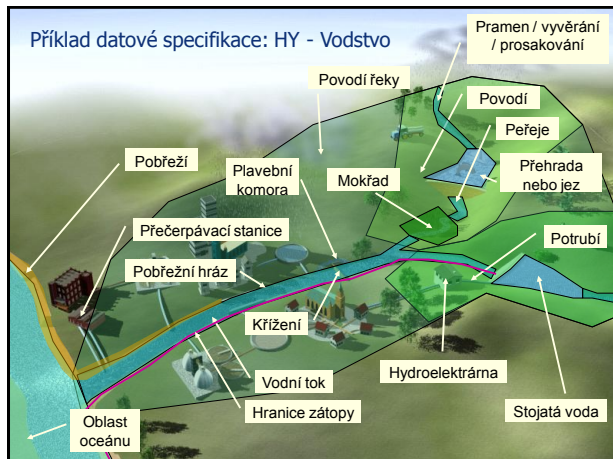 Příklad datové specifikace: HY - Vodstvo
Pramen / vyvěrání
/ prosakování
Povodí řeky
Povodí
Peřeje
Pobřeží
Plavební
komora
Mokřad
Přehrada
nebo jez
Přečerpávací stanice
Potrubí
Pobřežní hráz
Křížení
Vodní tok
Hydroelektrárna
Hranice zátopy
Stojatá voda
Oblast
oceánu